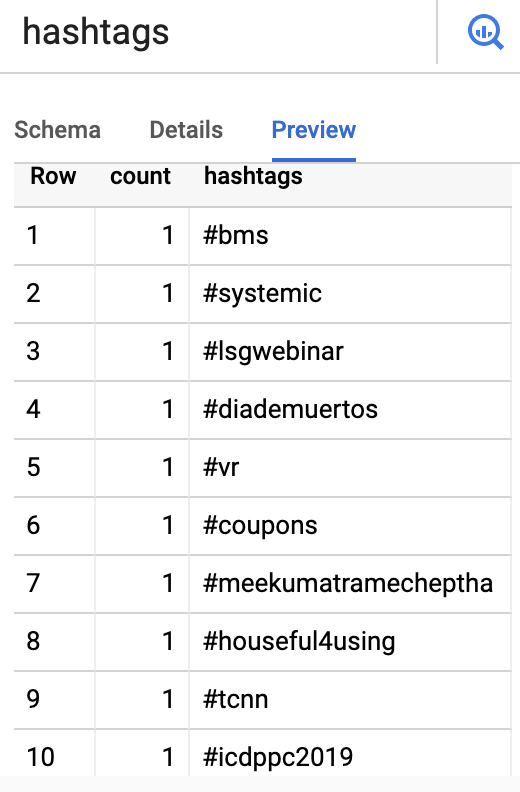 hashtags
Schema Details Preview
Row count hashtags
1 1 #bms
2 1 #systemic
3 1 #lsgwebinar
4 1 #diademuertos
5 1 #vr
6 1 #coupons
7 1 #meekumatramecheptha
8 1 #houseful4using
9 1 #tcnn
10 1 #icdppc2019